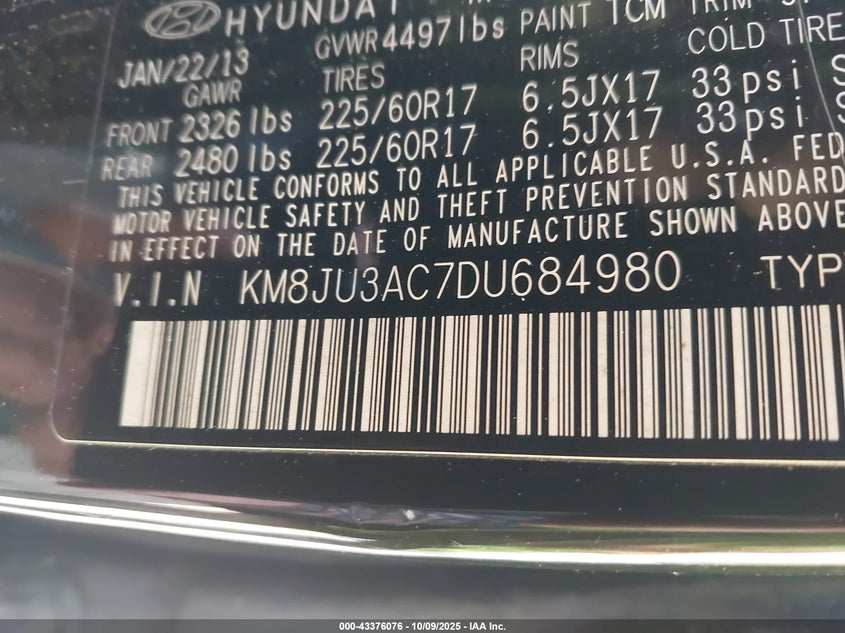 HYUNDAI
GVWR 4497 lbs PAINT TCM TRIM
JAN/22/13
GAWR TIRES RIMS COLD TIRE
FRONT 2326 lbs 225/60R17 6.5JX17 33 psi S
REAR 2480 lbs 225/60R17 6.5JX17 33 psi S
THIS VEHICLE CONFORMS TO ALL APPLICABLE U.S.A. FED
MOTOR VEHICLE SAFETY AND THEFT PREVENTION STANDARD
IN EFFECT ON THE DATE OF MANUFACTURE SHOWN ABOVE
V.I.N KM8JU3AC7DU684980 TYP
000-43376076 - 10/09/2025 - IAA Inc.